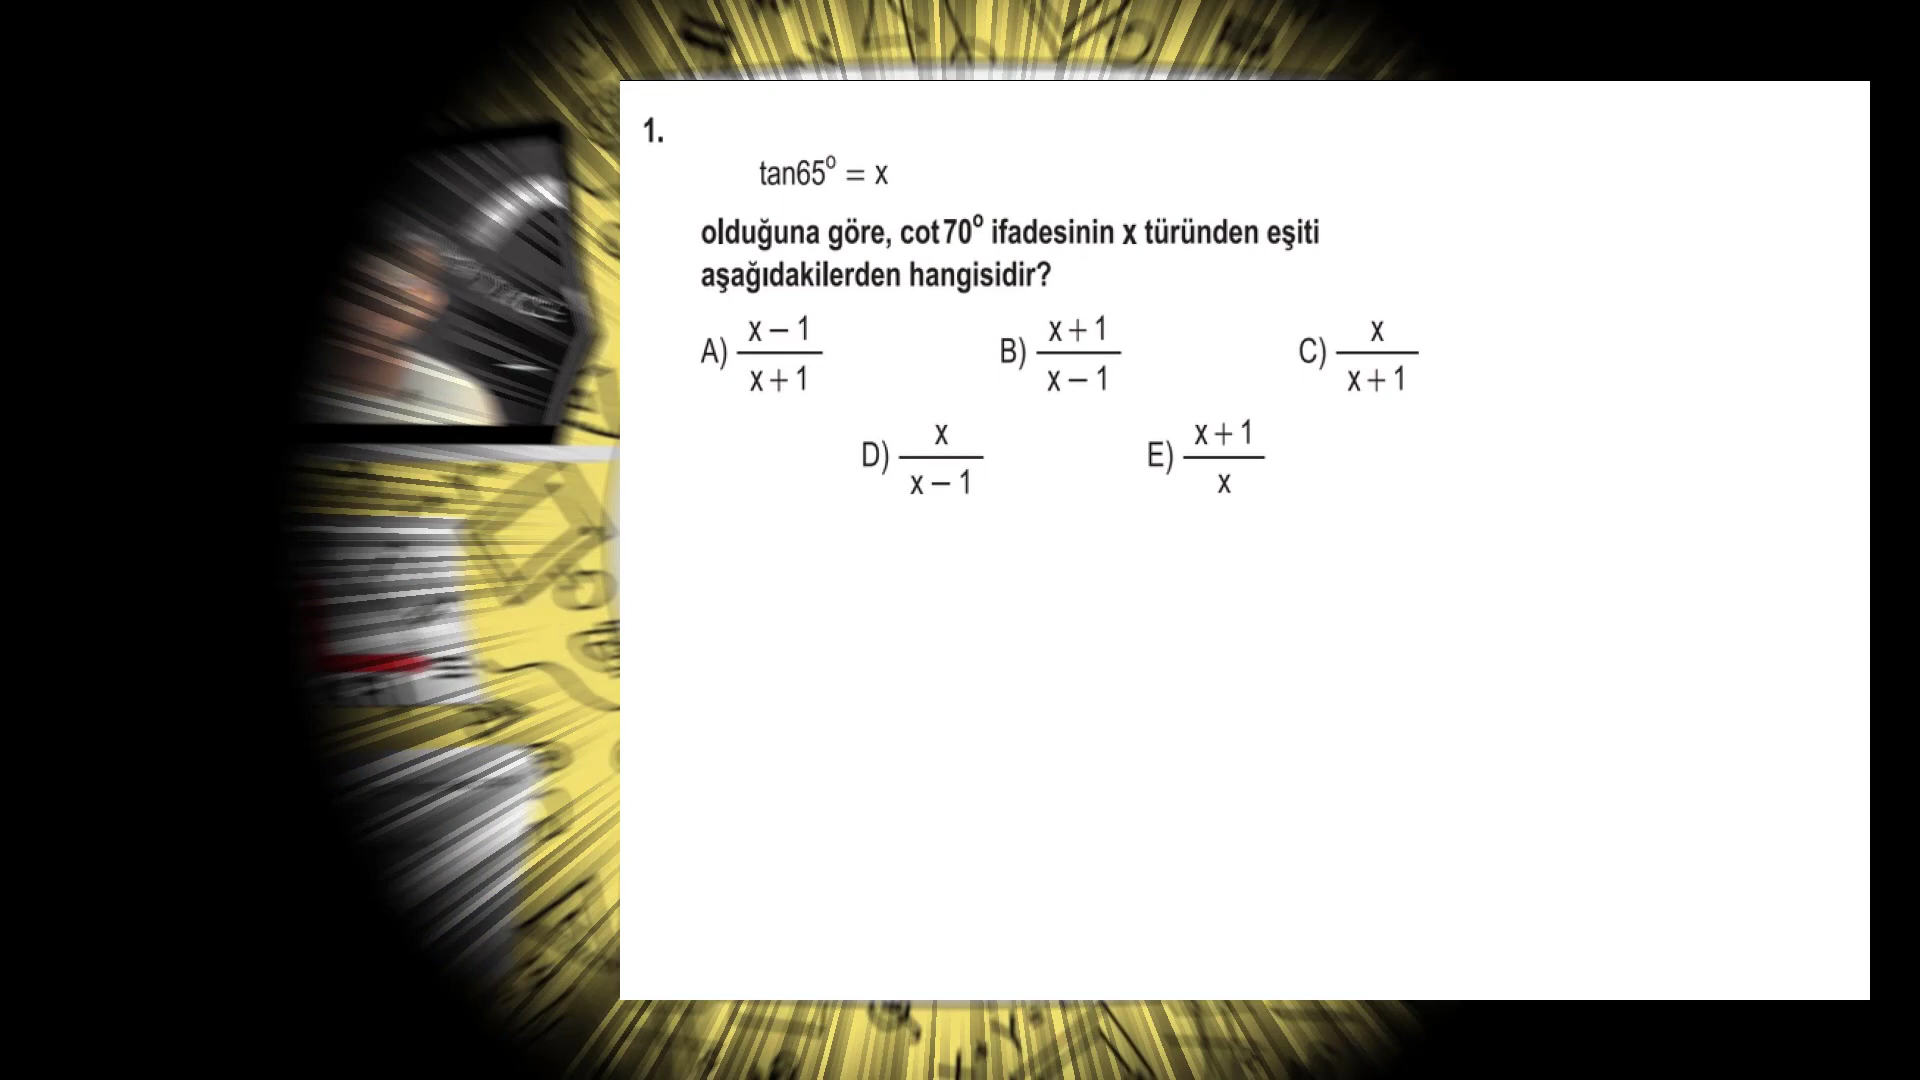 1.
tan65° = x
olduğuna göre, cot70° ifadesinin x türünden eşiti
aşağıdakilerden hangisidir?
A) (x − 1)/(x + 1) B) (x + 1)/(x − 1) C) x/(x + 1)
D) x/(x − 1) E) (x + 1)/x